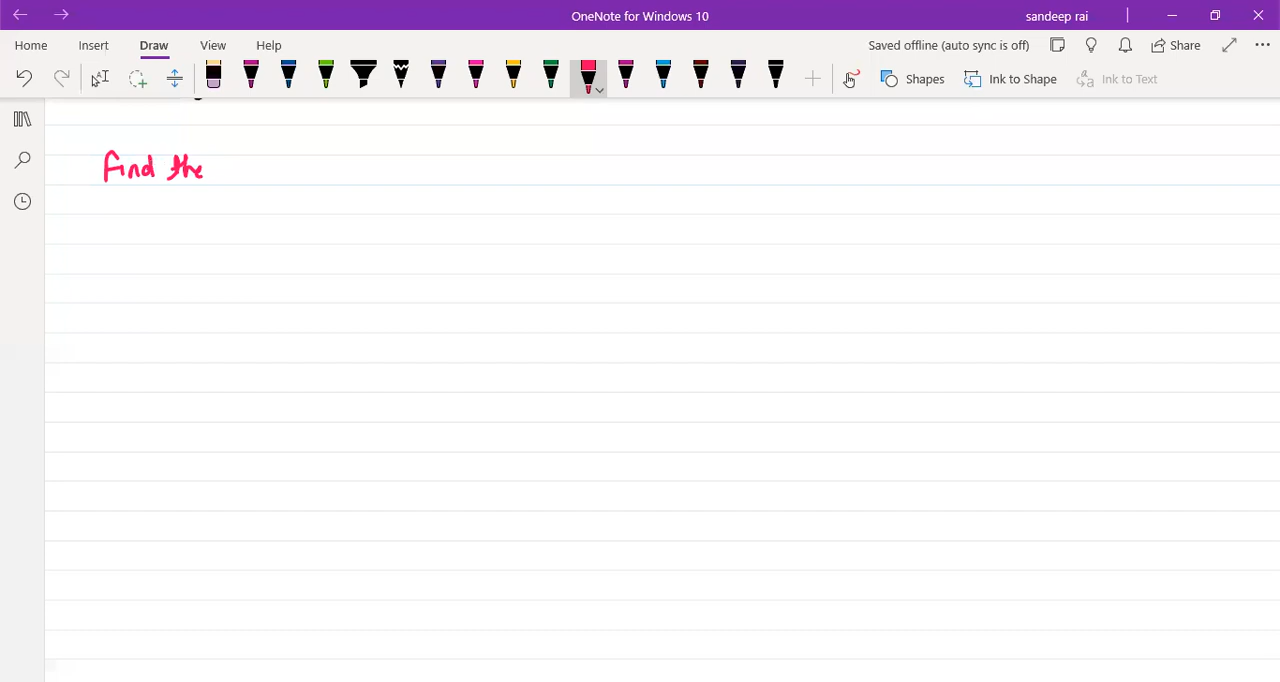 OneNote for Windows 10
sandeep rai
Home Insert Draw View Help
Saved offline (auto sync is off) Share
Shapes Ink to Shape Ink to Text
Find the